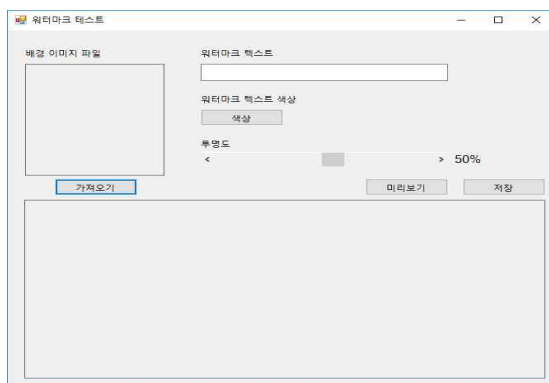 워터마크 테스트
배경 이미지 파일
워터마크 텍스트
워터마크 텍스트 색상
색상
투명도
50%
가져오기
미리보기
저장